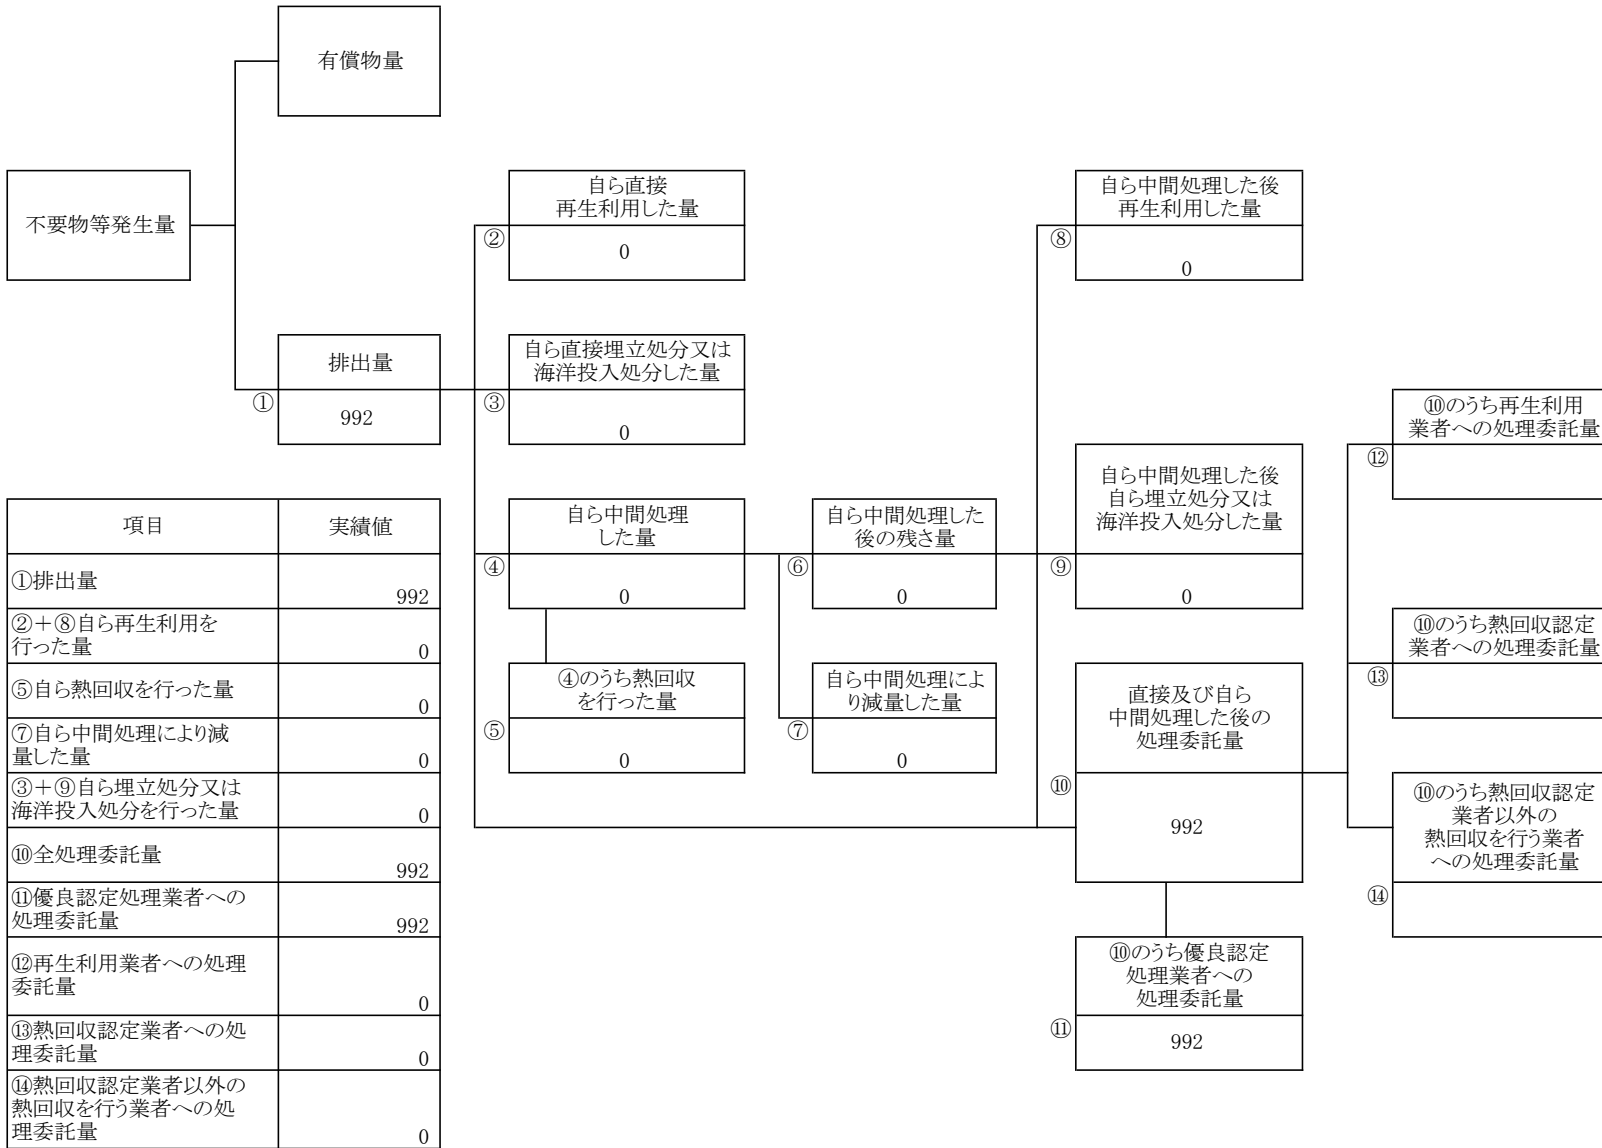 有償物量
不要物等発生量
排出量
①
992
自ら直接
再生利用した量
②
0
自ら直接埋立処分又は
海洋投入処分した量
③
0
自ら中間処理
した量
④
0
④のうち熱回収
を行った量
⑤
0
自ら中間処理した
後の残さ量
⑥
0
自ら中間処理によ
り減量した量
⑦
0
自ら中間処理した後
再生利用した量
⑧
0
自ら中間処理した後
自ら埋立処分又は
海洋投入処分した量
⑨
0
直接及び自ら
中間処理した後の
処理委託量
⑩
992
⑩のうち優良認定
処理業者への
処理委託量
⑪
992
⑩のうち再生利用
業者への処理委託量
⑫
⑩のうち熱回収認定
業者への処理委託量
⑬
⑩のうち熱回収認定
業者以外の
熱回収を行う業者
への処理委託量
⑭
項目 実績値
①排出量 992
②＋⑧自ら再生利用を
行った量 0
⑤自ら熱回収を行った量 0
⑦自ら中間処理により減
量した量 0
③＋⑨自ら埋立処分又は
海洋投入処分を行った量 0
⑩全処理委託量 992
⑪優良認定処理業者への
処理委託量 992
⑫再生利用業者への処理
委託量 0
⑬熱回収認定業者への処
理委託量 0
⑭熱回収認定業者以外の
熱回収を行う業者への処
理委託量 0